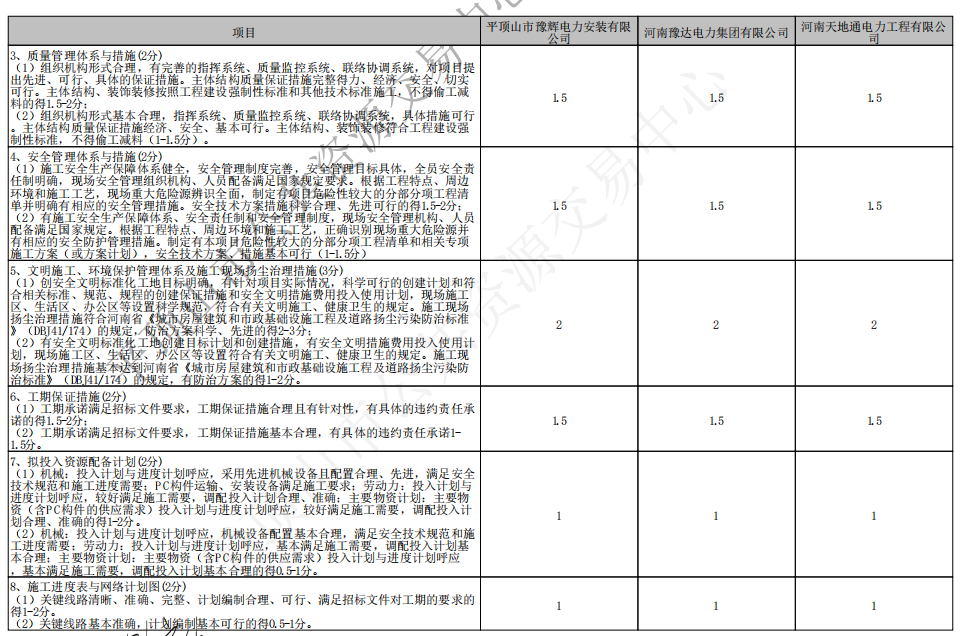 项目
平顶山市豫辉电力安装有限
公司
河南豫达电力集团有限公司
河南天地通电力工程有限公
司
3、质量管理体系与措施(2分)
（1）组织机构形式合理，有完善的指挥系统、质量监控系统、联络协调系统，对项目提
出先进、可行、具体的保证措施。主体结构质量保证措施完整得力、经济、安全、切实
可行。主体结构、装饰装修按照工程建设强制性标准和其他技术标准施工，不得偷工减
料的得1.5-2分；
（2）组织机构形式基本合理，指挥系统、质量监控系统、联络协调系统，具体措施可行
。主体结构质量保证措施经济、安全、基本可行。主体结构、装饰装修符合工程建设强
制性标准，不得偷工减料（1-1.5分）。
1.5
1.5
1.5
4、安全管理体系与措施(2分)
（1）施工安全生产保障体系健全，安全管理制度完善，安全管理目标具体，全员安全责
任制明确，现场安全管理组织机构、人员配备满足国家规定要求。根据工程特点、周边
环境和施工工艺，现场重大危险源辨识全面，制定有项目危险性较大的分部分项工程清
单并明确有相应的安全管理措施。安全技术方案措施科学合理、先进可行的得1.5-2分；
（2）有施工安全生产保障体系、安全责任制和安全管理制度，现场安全管理机构、人员
配备满足国家规定。根据工程特点、周边环境和施工工艺，正确识别现场重大危险源并
有相应的安全防护管理措施。制定有本项目危险性较大的分部分项工程清单和相关专项
施工方案（或方案计划），安全技术方案、措施基本可行（1-1.5分）
1.5
1.5
1.5
5、文明施工、环境保护管理体系及施工现场扬尘治理措施(3分)
（1）创安全文明标准化工地目标明确，有针对项目实际情况，科学可行的创建计划和符
合相关标准、规范、规程的创建保证措施和安全文明措施费用投入使用计划，现场施工
区、生活区、办公区等设置科学规范、符合有关文明施工、健康卫生的规定。施工现场
扬尘治理措施符合河南省《城市房屋建筑和市政基础设施工程及道路扬尘污染防治标准
》（DBJ41/174）的规定，防治方案科学、先进的得2-3分；
（2）有安全文明标准化工地创建目标计划和创建措施，有安全文明措施费用投入使用计
划，现场施工区、生活区、办公区等设置符合有关文明施工、健康卫生的规定。施工现
场扬尘治理措施基本达到河南省《城市房屋建筑和市政基础设施工程及道路扬尘污染防
治标准》（DBJ41/174）的规定，有防治方案的得1-2分。
2
2
2
6、工期保证措施(2分)
（1）工期承诺满足招标文件要求，工期保证措施合理且有针对性，有具体的违约责任承
诺的得1.5-2分；
（2）工期承诺满足招标文件要求，工期保证措施基本合理，有具体的违约责任承诺1-
1.5分。
1.5
1.5
1.5
7、拟投入资源配备计划(2分)
（1）机械：投入计划与进度计划呼应，采用先进机械设备且配置合理、先进，满足安全
技术规范和施工进度需要；PC构件运输、安装设备满足施工要求；劳动力：投入计划与
进度计划呼应，较好满足施工需要，调配投入计划合理、准确；主要物资计划：主要物
资（含PC构件的供应需求）投入计划与进度计划呼应，较好满足施工需要，调配投入计
划合理、准确的得1-2分。
（2）机械：投入计划与进度计划呼应，机械设备配置基本合理，满足安全技术规范和施
工进度需要；劳动力：投入计划与进度计划呼应，基本满足施工需要，调配投入计划基
本合理；主要物资计划：主要物资（含PC构件的供应需求）投入计划与进度计划呼应
，基本满足施工需要，调配投入计划基本合理的得0.5-1分。
1
1
1
8、施工进度表与网络计划图(2分)
（1）关键线路清晰、准确、完整、计划编制合理、可行、满足招标文件对工期的要求的
得1-2分。
（2）关键线路基本准确，计划编制基本可行的得0.5-1分。
1
1
1